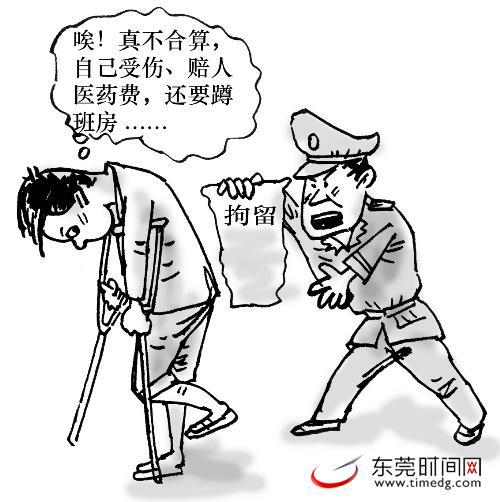 唉！真不合算，
自己受伤、赔人
医药费，还要蹲
班房……
拘留
东莞时间网
www.timedg.com